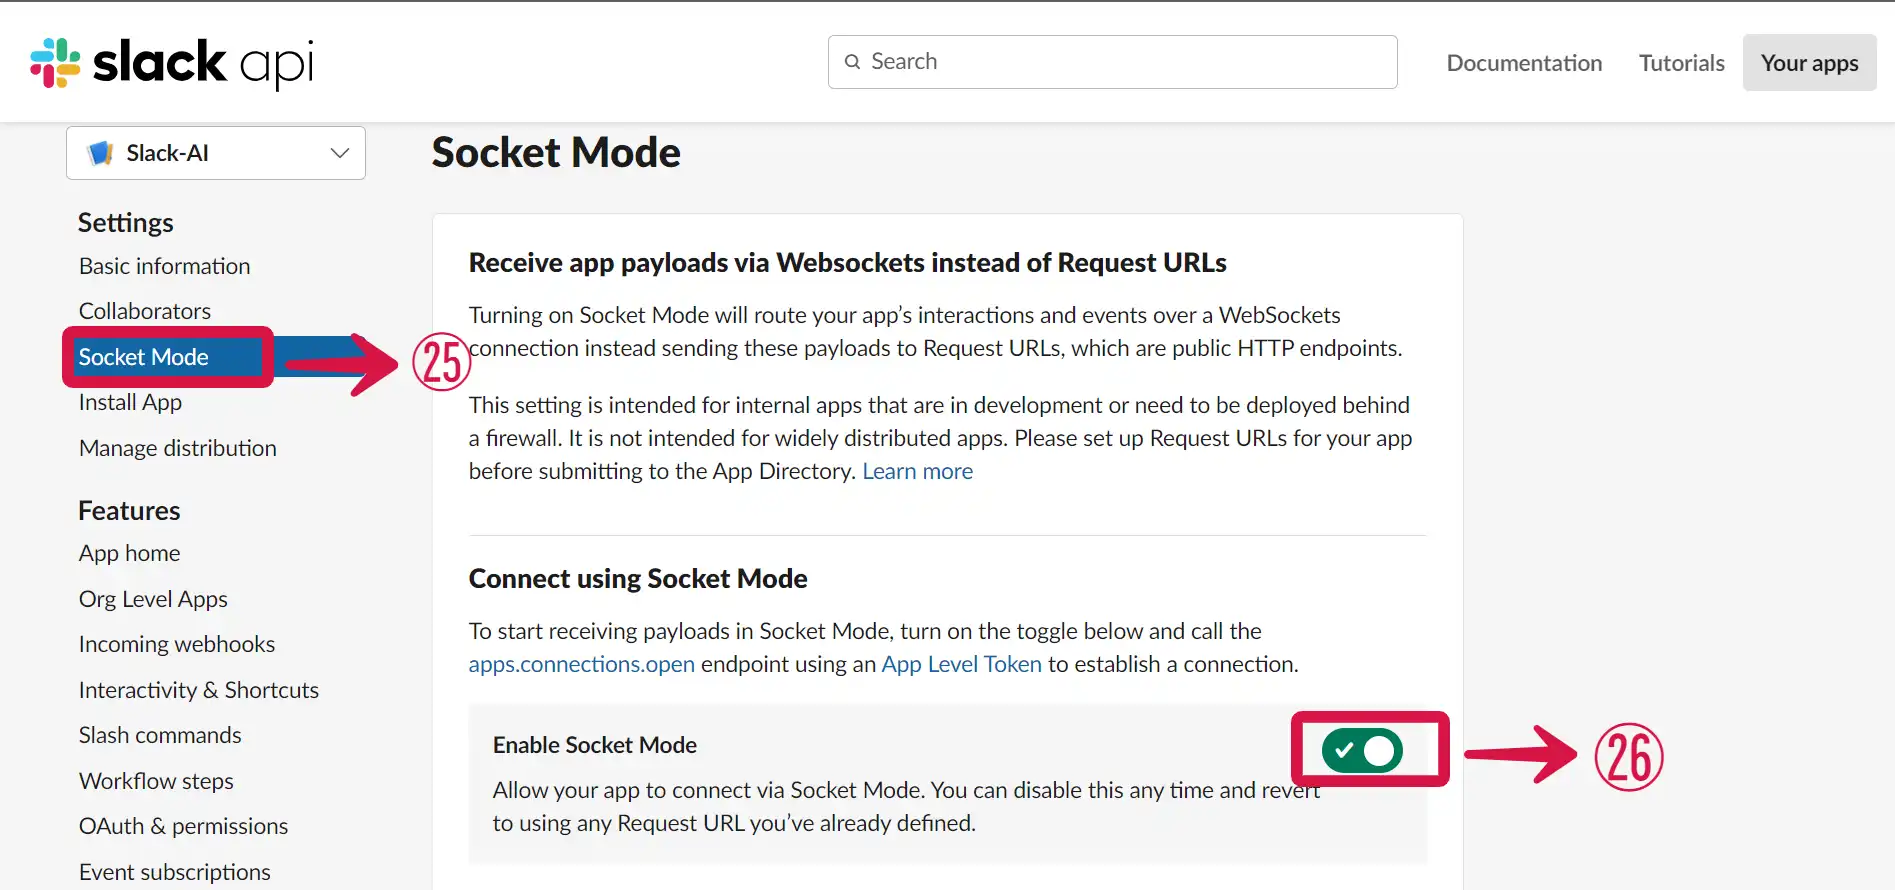 slack api
Search
Documentation
Tutorials
Your apps
Slack-AI
Settings
Basic information
Collaborators
Socket Mode
Install App
Manage distribution
Features
App home
Org Level Apps
Incoming webhooks
Interactivity & Shortcuts
Slash commands
Workflow steps
OAuth & permissions
Event subscriptions
㉕
Socket Mode
Receive app payloads via Websockets instead of Request URLs
Turning on Socket Mode will route your app’s interactions and events over a WebSockets
connection instead sending these payloads to Request URLs, which are public HTTP endpoints.
This setting is intended for internal apps that are in development or need to be deployed behind
a firewall. It is not intended for widely distributed apps. Please set up Request URLs for your app
before submitting to the App Directory. Learn more
Connect using Socket Mode
To start receiving payloads in Socket Mode, turn on the toggle below and call the
apps.connections.open endpoint using an App Level Token to establish a connection.
Enable Socket Mode
Allow your app to connect via Socket Mode. You can disable this any time and revert
to using any Request URL you’ve already defined.
㉖